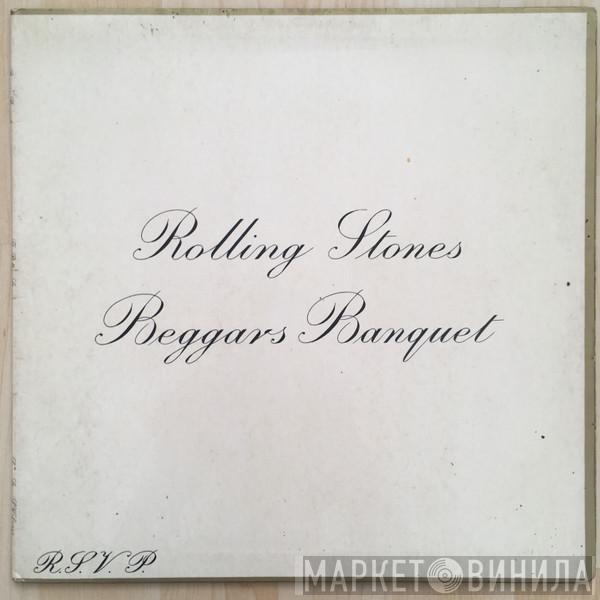 Rolling Stones
Beggars Banquet
R.S.V.P.
МАРКЕТ ВИНИЛА